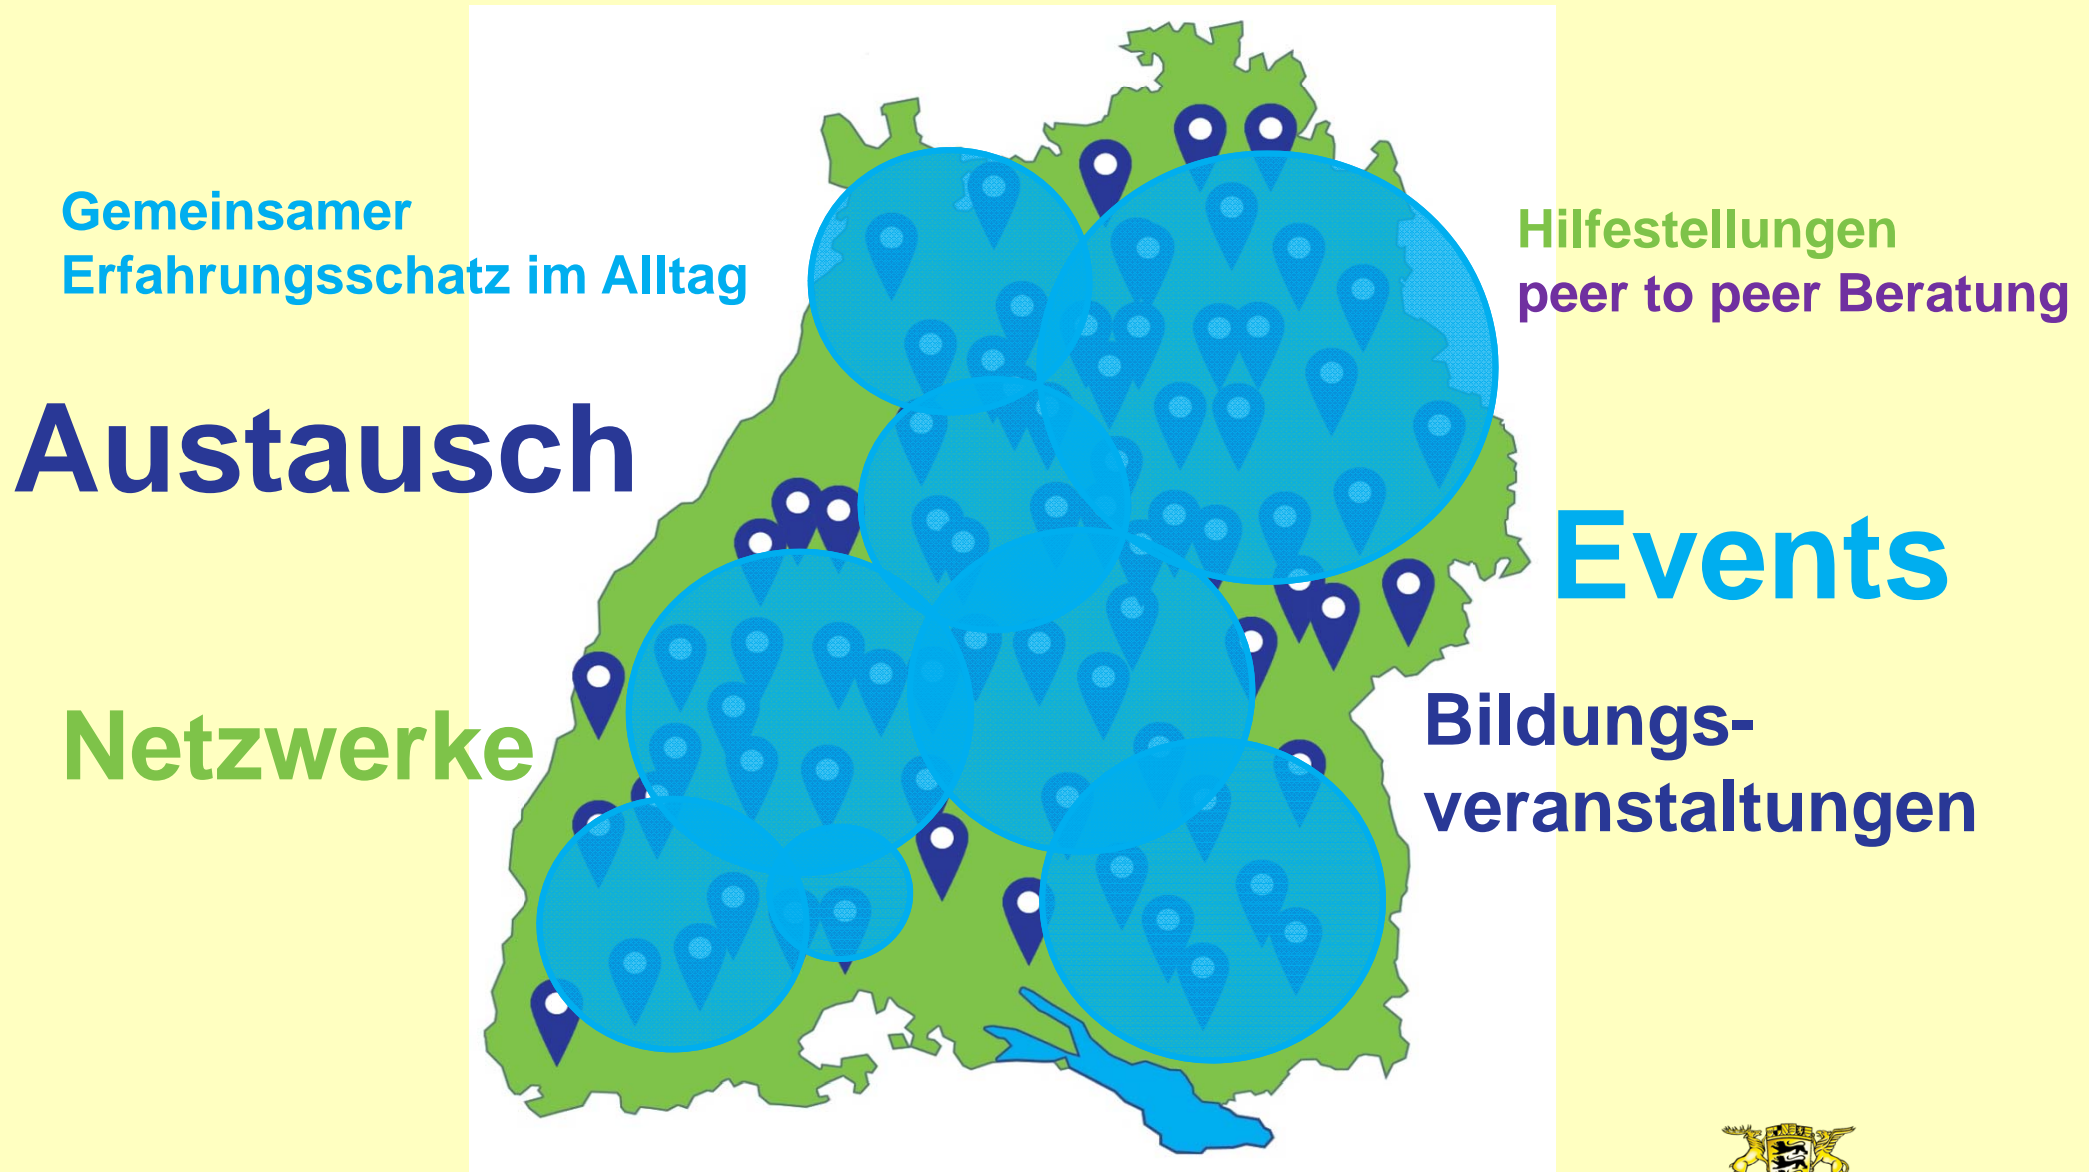 Gemeinsamer
Erfahrungsschatz im Alltag
Austausch
Netzwerke
Hilfestellungen
peer to peer Beratung
Events
Bildungs-
veranstaltungen